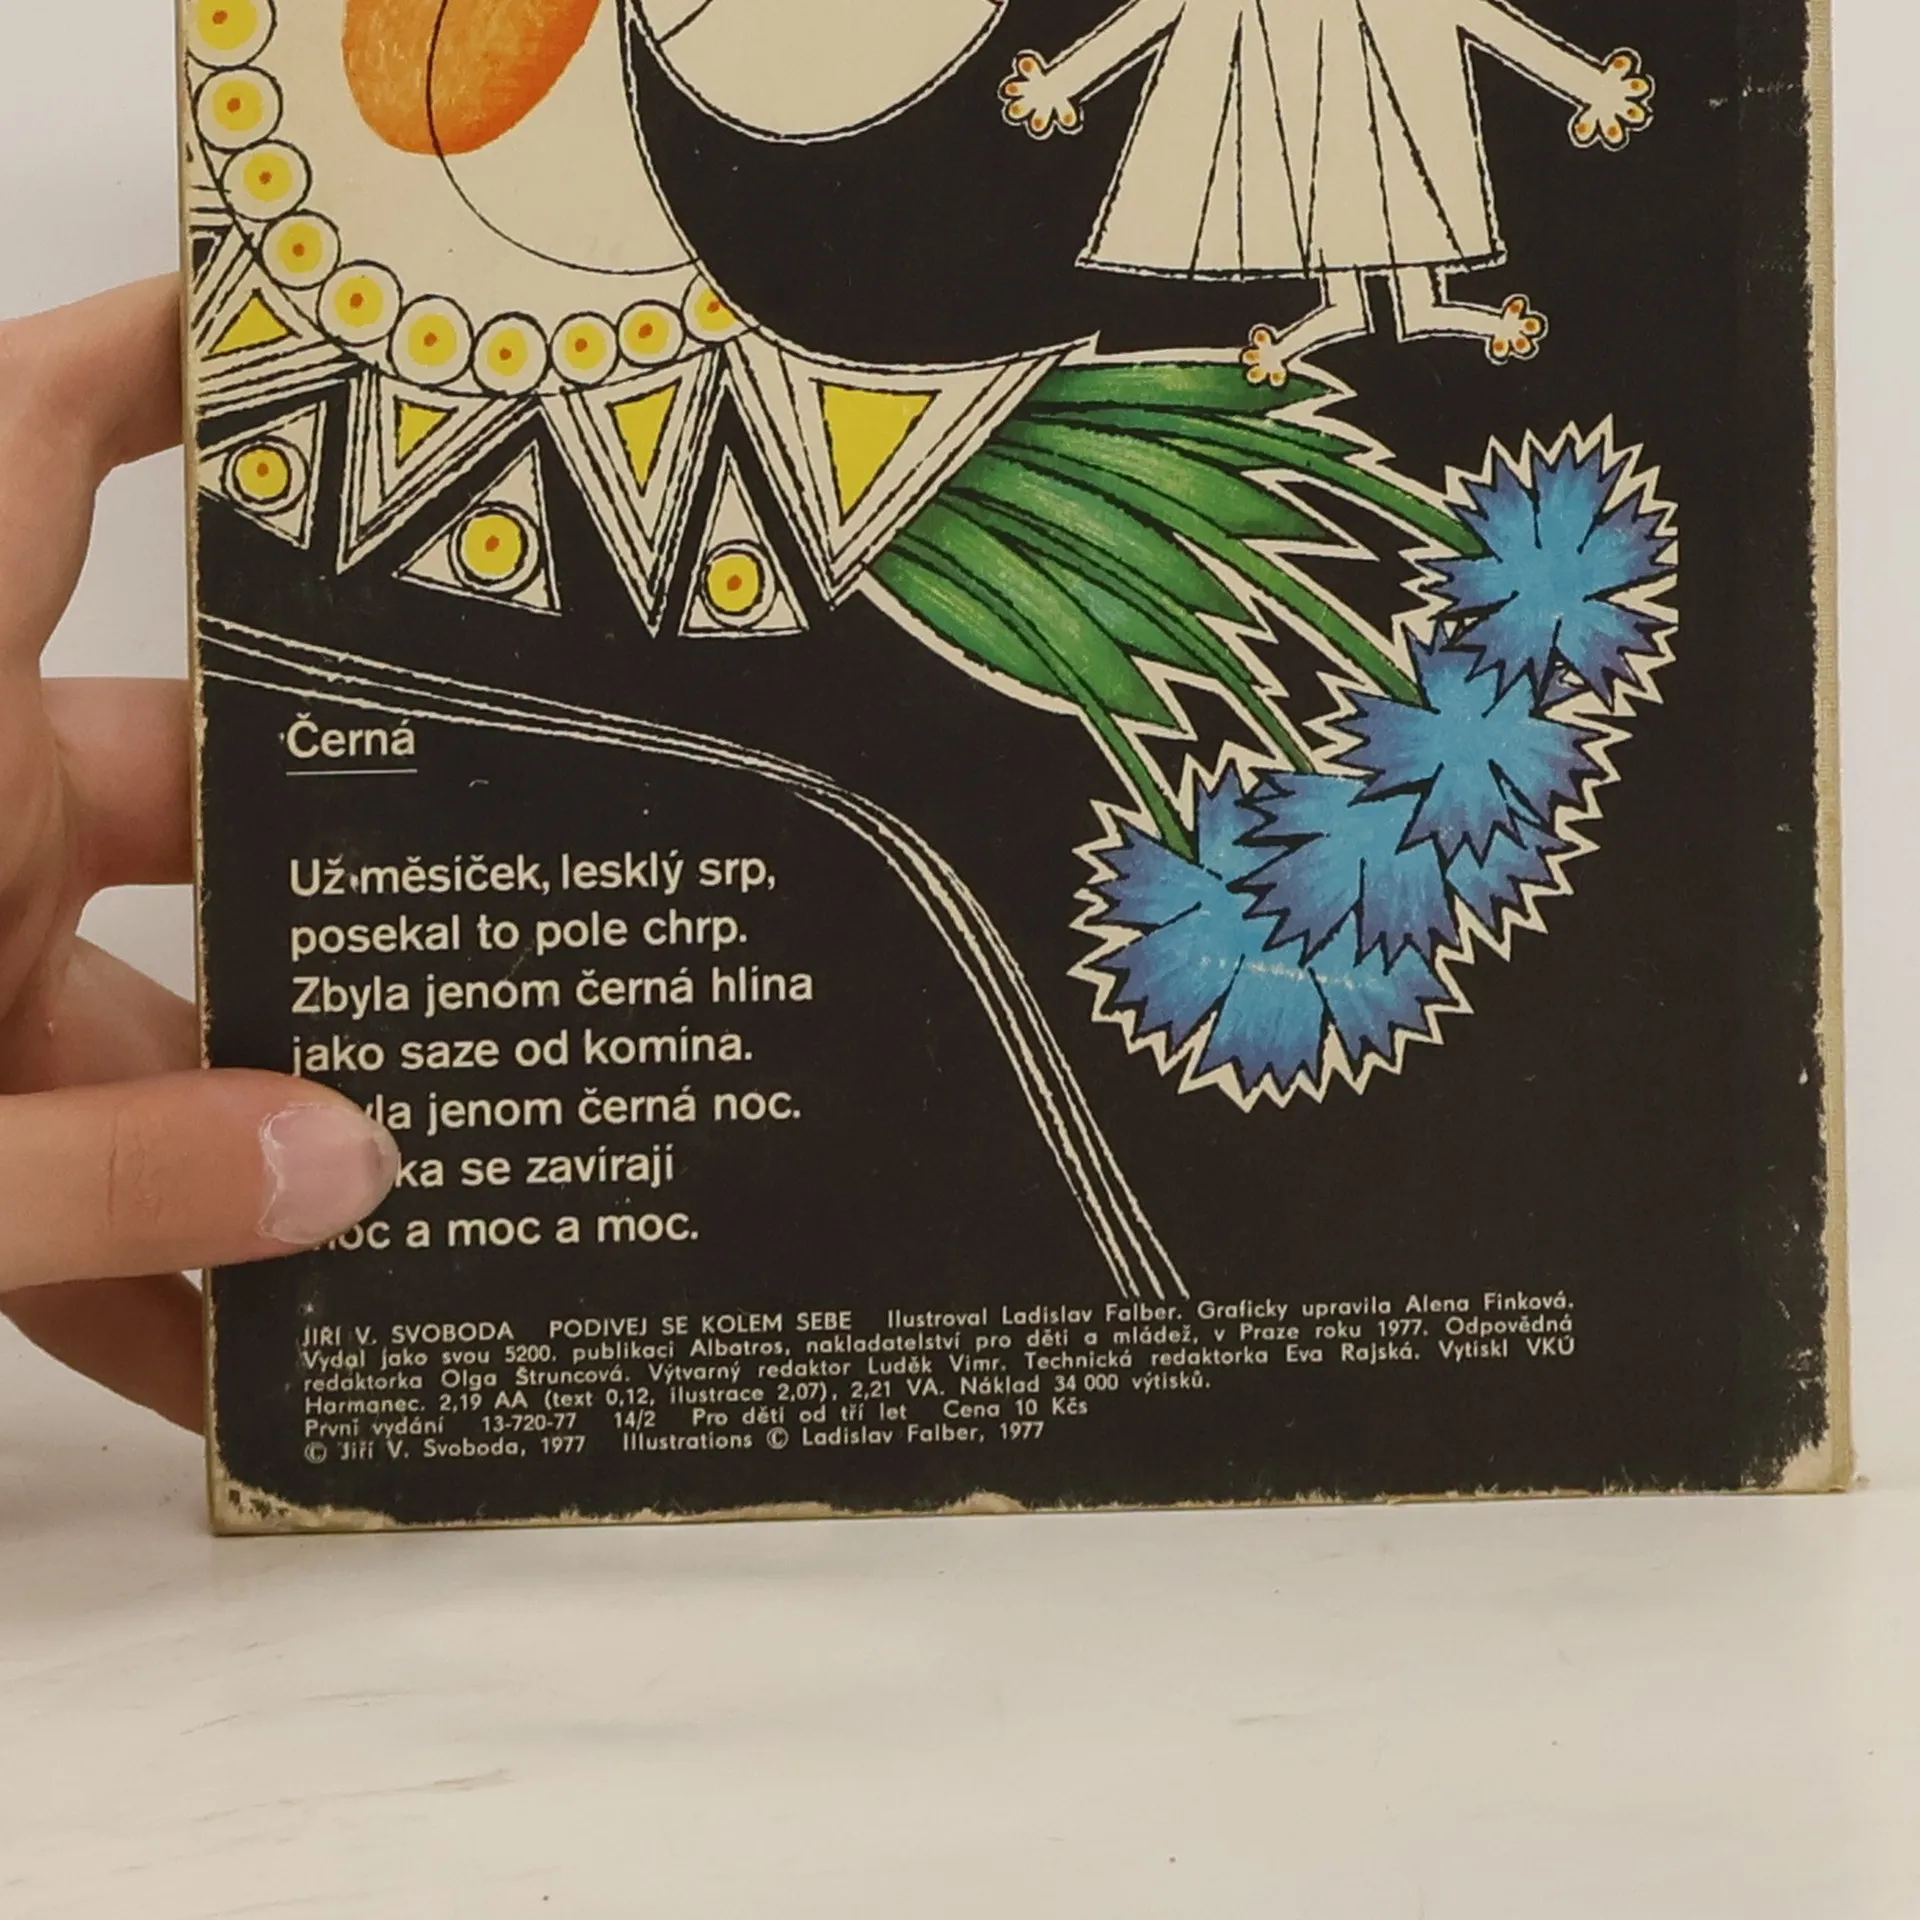 Černá
Už měsíček, lesklý srp,
posekal to pole chrp.
Zbyla jenom černá hlína
jako saze od komína.
jenom černá noc.
se zavírají
a moc a moc.
JIŘÍ V. SVOBODA PODIVEJ SE KOLEM SEBE Ilustroval Ladislav Falber. Graficky upravila Alena Finková.
Vydal jako svou 5200. publikaci Albatros, nakladatelství pro děti a mládež, v Praze roku 1977. Odpovědná
redaktorka Olga Štruncová. Výtvarný redaktor Luděk Vimr. Technická redaktorka Eva Rajská. Vytiskl VKÚ
Harmanec. 2,19 AA (text 0,12, ilustrace 2,07), 2,21 VA. Náklad 34 000 výtisků.
První vydání 13-720-77 14/2 Pro děti od tří let Cena 10 Kčs
© Jiří V. Svoboda, 1977 Illustrations © Ladislav Falber, 1977